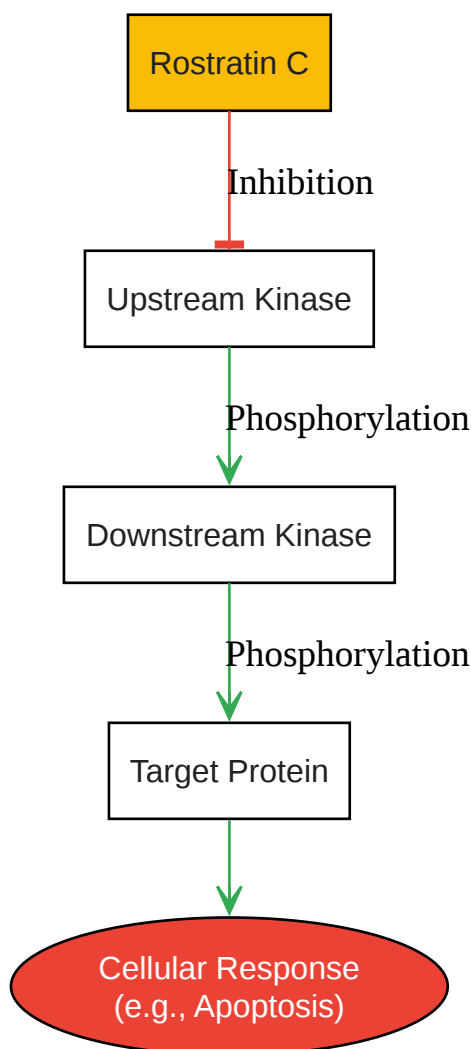 Rostratin C
Inhibition
Upstream Kinase
Phosphorylation
Downstream Kinase
Phosphorylation
Target Protein
Cellular Response
(e.g., Apoptosis)